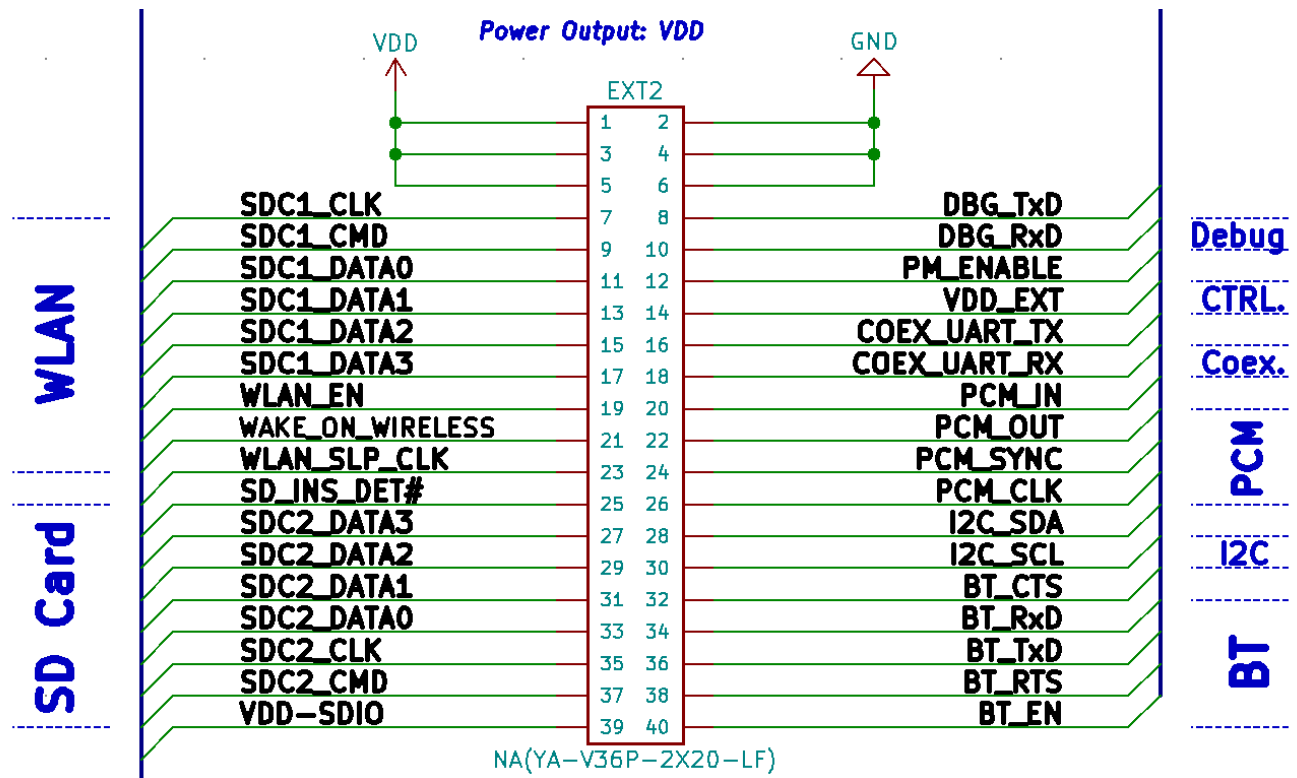 Power Output: VDD
VDD
GND
EXT2
1 2
3 4
5 6
SDC1_CLK 7 8 DBG_TxD
SDC1_CMD 9 10 DBG_RxD
SDC1_DATA0 11 12 PM_ENABLE
SDC1_DATA1 13 14 VDD_EXT
SDC1_DATA2 15 16 COEX_UART_TX
SDC1_DATA3 17 18 COEX_UART_RX
WLAN_EN 19 20 PCM_IN
WAKE_ON_WIRELESS 21 22 PCM_OUT
WLAN_SLP_CLK 23 24 PCM_SYNC
SD_INS_DET# 25 26 PCM_CLK
SDC2_DATA3 27 28 I2C_SDA
SDC2_DATA2 29 30 I2C_SCL
SDC2_DATA1 31 32 BT_CTS
SDC2_DATA0 33 34 BT_RxD
SDC2_CLK 35 36 BT_TxD
SDC2_CMD 37 38 BT_RTS
VDD-SDIO 39 40 BT_EN
NA(YA-V36P-2X20-LF)
WLAN
SD Card
Debug
CTRL.
Coex.
PCM
I2C
BT